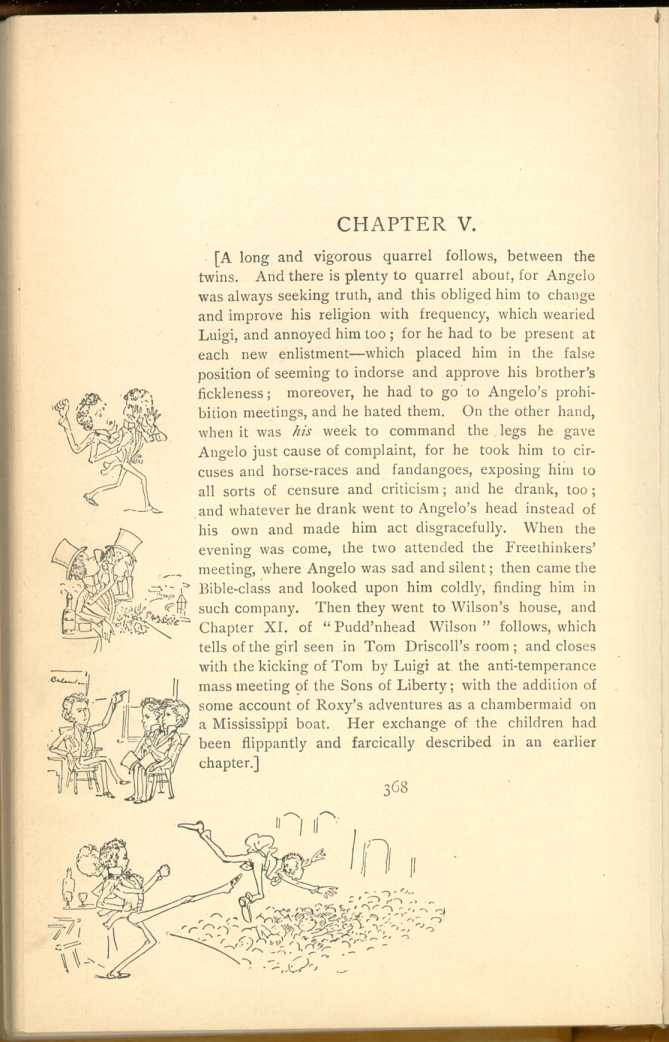 CHAPTER V.
[A long and vigorous quarrel follows, between the
twins. And there is plenty to quarrel about, for Angelo
was always seeking truth, and this obliged him to change
and improve his religion with frequency, which wearied
Luigi, and annoyed him too; for he had to be present at
each new enlistment—which placed him in the false
position of seeming to indorse and approve his brother's
fickleness; moreover, he had to go to Angelo's prohi-
bition meetings, and he hated them. On the other hand,
when it was his week to command the legs he gave
Angelo just cause of complaint, for he took him to cir-
cuses and horse-races and fandangoes, exposing him to
all sorts of censure and criticism; and he drank, too;
and whatever he drank went to Angelo's head instead of
his own and made him act disgracefully. When the
evening was come, the two attended the Freethinkers'
meeting, where Angelo was sad and silent; then came the
Bible-class and looked upon him coldly, finding him in
such company. Then they went to Wilson's house, and
Chapter XI. of "Pudd'nhead Wilson" follows, which
tells of the girl seen in Tom Driscoll's room; and closes
with the kicking of Tom by Luigi at the anti-temperance
mass meeting of the Sons of Liberty; with the addition of
some account of Roxy's adventures as a chambermaid on
a Mississippi boat. Her exchange of the children had
been flippantly and farcically described in an earlier
chapter.]
368